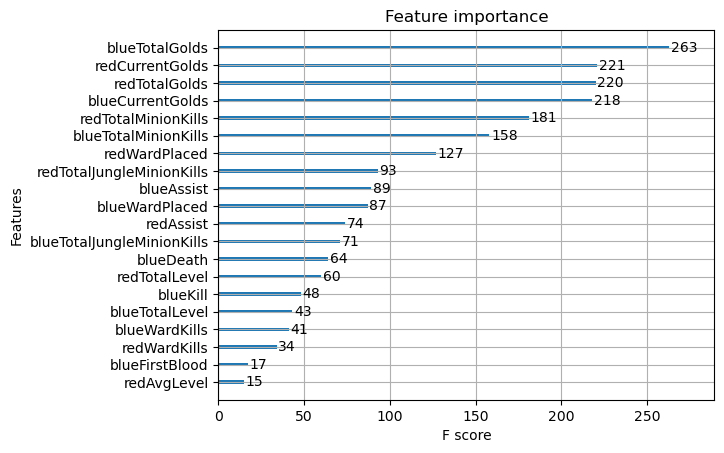 Feature importance
blueTotalGolds 263
redCurrentGolds 221
redTotalGolds 220
blueCurrentGolds 218
redTotalMinionKills 181
blueTotalMinionKills 158
redWardPlaced 127
redTotalJungleMinionKills 93
blueAssist 89
blueWardPlaced 87
redAssist 74
blueTotalJungleMinionKills 71
blueDeath 64
redTotalLevel 60
blueKill 48
blueTotalLevel 43
blueWardKills 41
redWardKills 34
blueFirstBlood 17
redAvgLevel 15
Features
0 50 100 150 200 250
F score